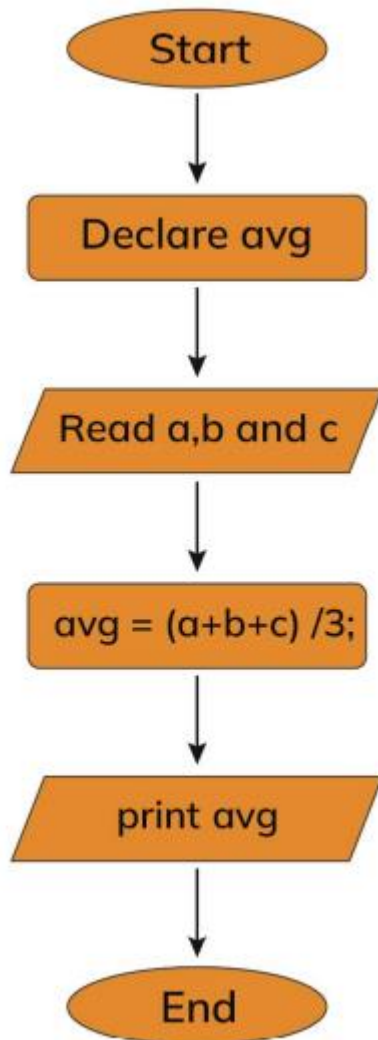 Start
Declare avg
Read a,b and c
avg = (a+b+c) /3;
print avg
End